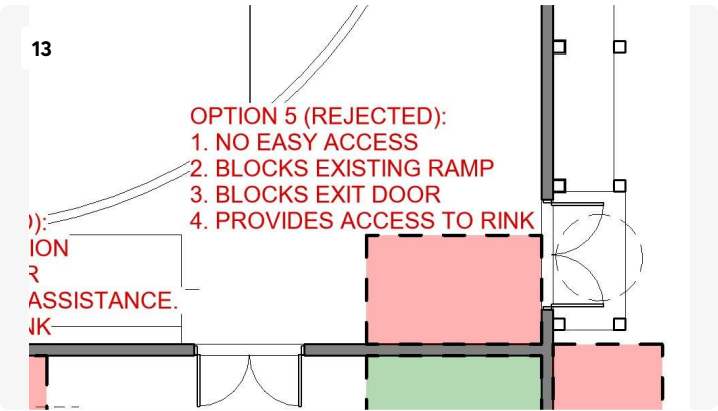 13
OPTION 5 (REJECTED):
1. NO EASY ACCESS
2. BLOCKS EXISTING RAMP
3. BLOCKS EXIT DOOR
4. PROVIDES ACCESS TO RINK
):
ION
R
ASSISTANCE.
NK